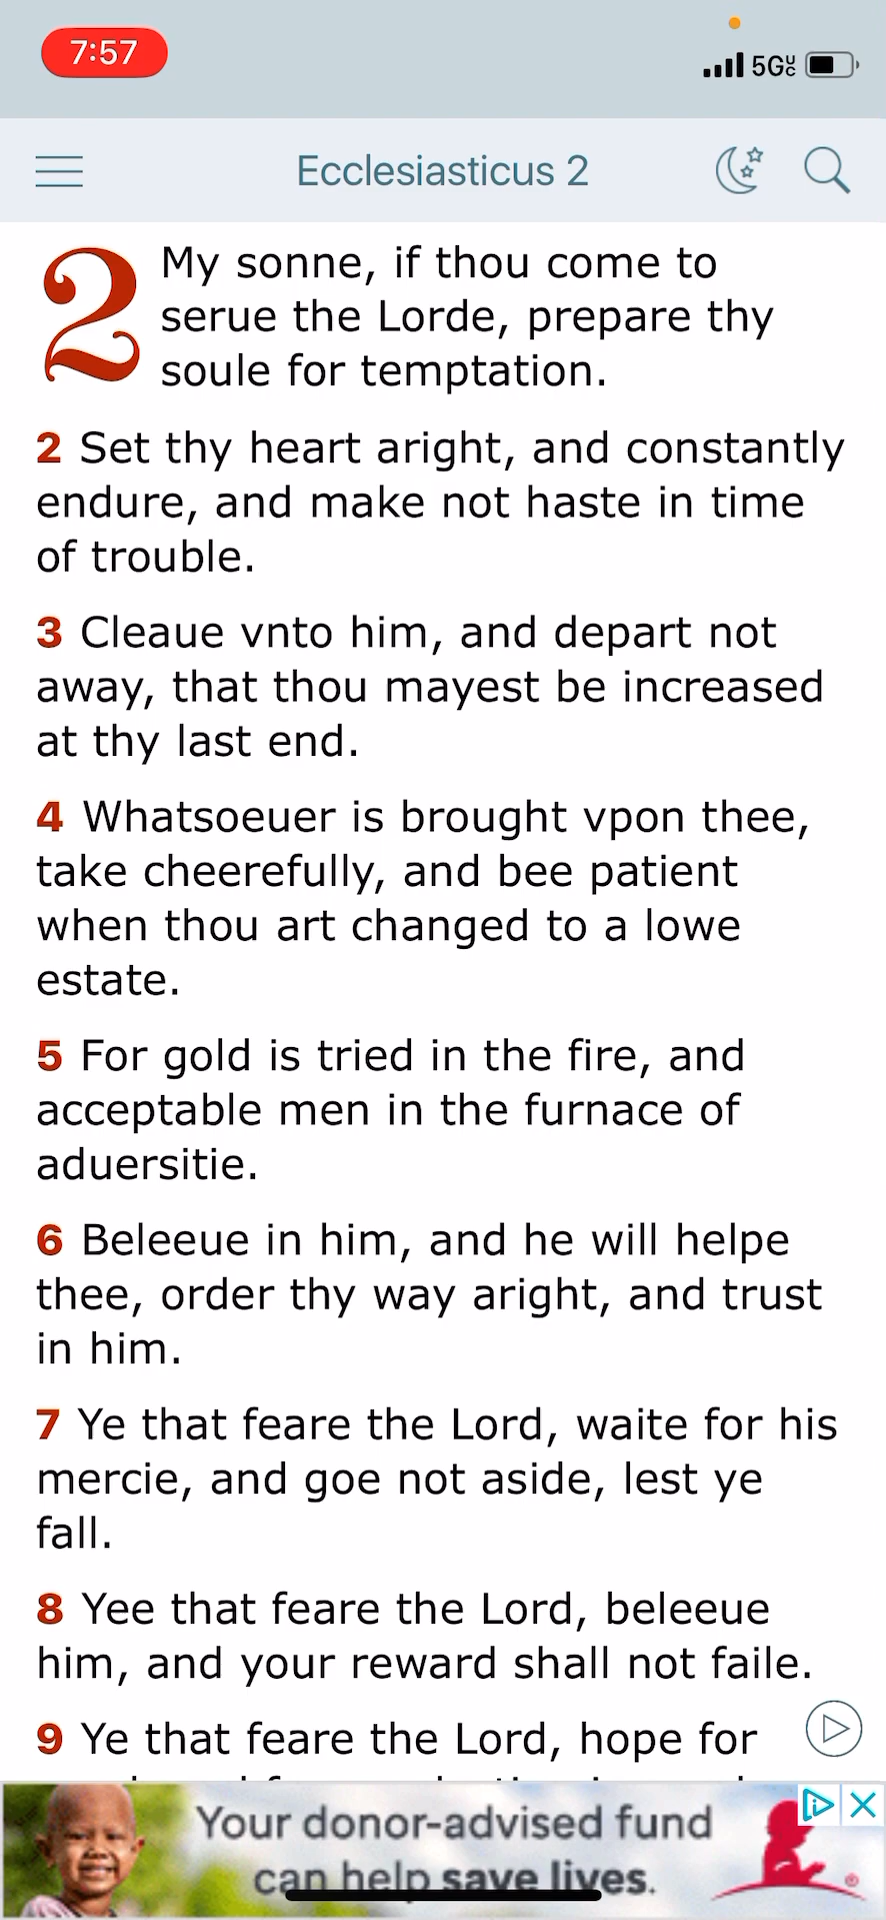 7:57
5G UC
Ecclesiasticus 2
2 My sonne, if thou come to
serue the Lorde, prepare thy
soule for temptation.
2 Set thy heart aright, and constantly
endure, and make not haste in time
of trouble.
3 Cleaue vnto him, and depart not
away, that thou mayest be increased
at thy last end.
4 Whatsoeuer is brought vpon thee,
take cheerefully, and bee patient
when thou art changed to a lowe
estate.
5 For gold is tried in the fire, and
acceptable men in the furnace of
aduersitie.
6 Beleeue in him, and he will helpe
thee, order thy way aright, and trust
in him.
7 Ye that feare the Lord, waite for his
mercie, and goe not aside, lest ye
fall.
8 Yee that feare the Lord, beleeue
him, and your reward shall not faile.
9 Ye that feare the Lord, hope for
Your donor-advised fund
can help save lives.